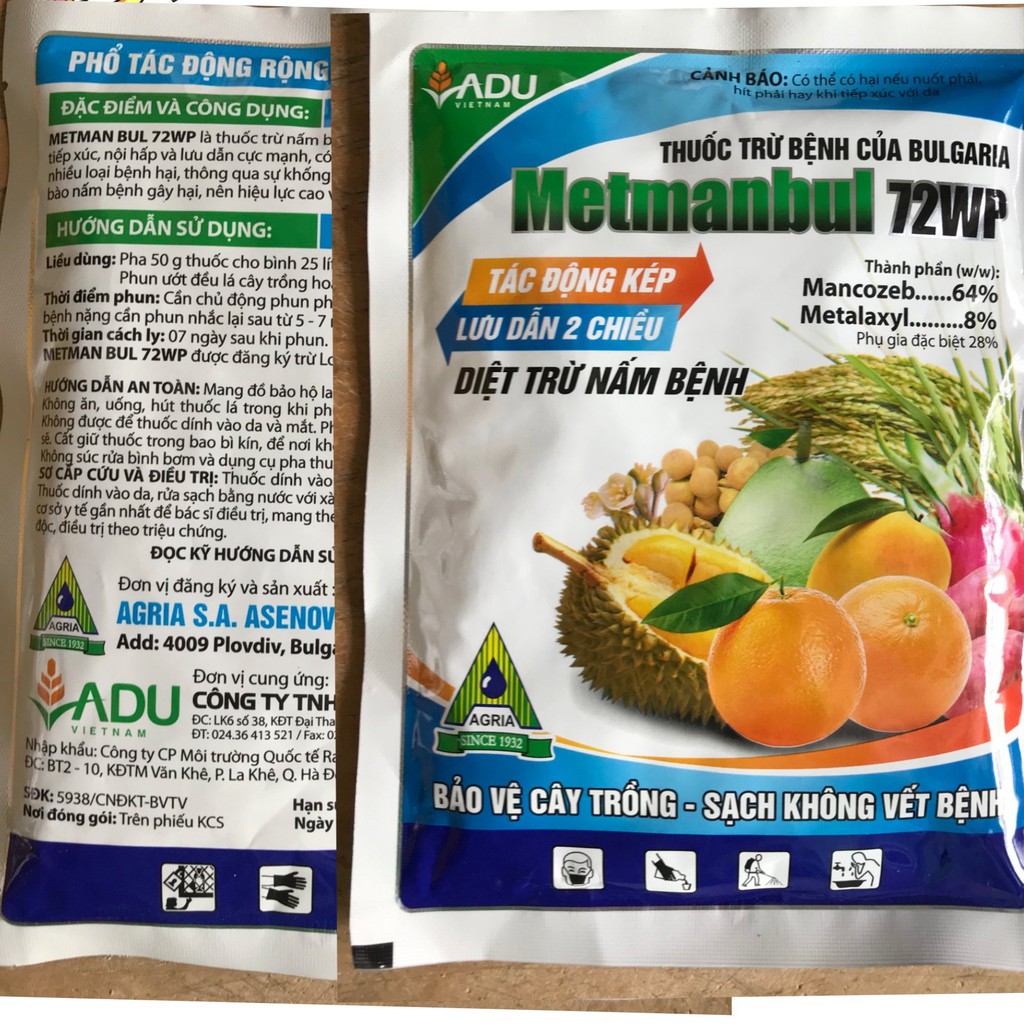 PHỔ TÁC ĐỘNG RỘNG
ĐẶC ĐIỂM VÀ CÔNG DỤNG:
METMAN BUL 72WP là thuốc trừ nấm b
tiếp xúc, nội hấp và lưu dẫn cực mạnh, có
nhiều loại bệnh hại, thông qua sự khống
bào nấm bệnh gây hại, nên hiệu lực cao v
HƯỚNG DẪN SỬ DỤNG:
Liều dùng: Pha 50 g thuốc cho bình 25 lít
Phun ướt đều lá cây trồng hoặ
Thời điểm phun: Cần chủ động phun ph
bệnh nặng cần phun nhắc lại sau từ 5 - 7
Thời gian cách ly: 07 ngày sau khi phun.
METMAN BUL 72WP được đăng ký trừ Lo
HƯỚNG DẪN AN TOÀN: Mang đồ bảo hộ la
Không ăn, uống, hút thuốc lá trong khi ph
Không được để thuốc dính vào da và mắt. Ph
sẽ. Cất giữ thuốc trong bao bì kín, để nơi kh
Không súc rửa bình bơm và dụng cụ pha thu
SƠ CẤP CỨU VÀ ĐIỀU TRỊ: Thuốc dính vào
Thuốc dính vào da, rửa sạch bằng nước với xà
cơ sở y tế gần nhất để bác sĩ điều trị, mang the
độc, điều trị theo triệu chứng.
ĐỌC KỸ HƯỚNG DẪN SỬ
Đơn vị đăng ký và sản xuất :
AGRIA S.A. ASENOV
Add: 4009 Plovdiv, Bulga
AGRIA
SINCE 1932
Đơn vị cung ứng:
CÔNG TY TNH
ADU
VIETNAM
ĐC: LK6 số 38, KĐT Đại Tha
ĐT: 024.36 413 521 / Fax: 02
Nhập khẩu: Công ty CP Môi trường Quốc tế Ra
ĐC: BT2 - 10, KĐTM Văn Khê, P. La Khê, Q. Hà Đ
SĐK: 5938/CNĐKT-BVTV
Hạn sử
Nơi đóng gói: Trên phiếu KCS
Ngày
ADU
VIETNAM
CẢNH BÁO: Có thể có hại nếu nuốt phải,
hít phải hay khi tiếp xúc với da
THUỐC TRỪ BỆNH CỦA BULGARIA
Metmanbul 72WP
TÁC ĐỘNG KÉP
LƯU DẪN 2 CHIỀU
DIỆT TRỪ NẤM BỆNH
Thành phần (w/w):
Mancozeb......64%
Metalaxyl.........8%
Phụ gia đặc biệt 28%
AGRIA
SINCE 1932
BẢO VỆ CÂY TRỒNG - SẠCH KHÔNG VẾT BỆNH